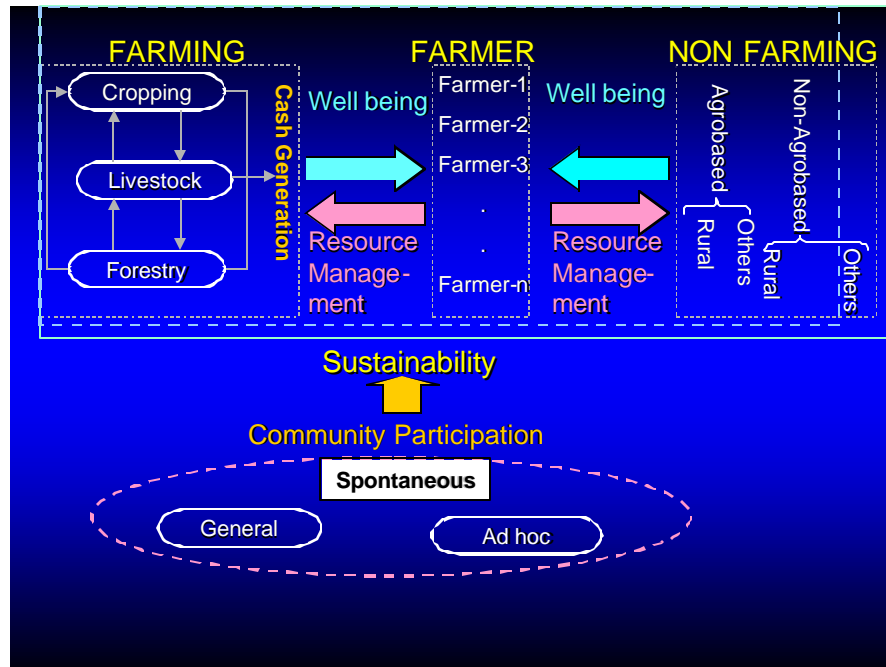 FARMING
FARMER
NON FARMING
Cropping
Livestock
Forestry
Cash Generation
Well being
Resource
Manage-
ment
Farmer-1
Farmer-2
Farmer-3
.
.
Farmer-n
Well being
Resource
Manage-
ment
Agrobased
Rural
Others
Non-Agrobased
Rural
Others
Sustainability
Community Participation
Spontaneous
General
Ad hoc